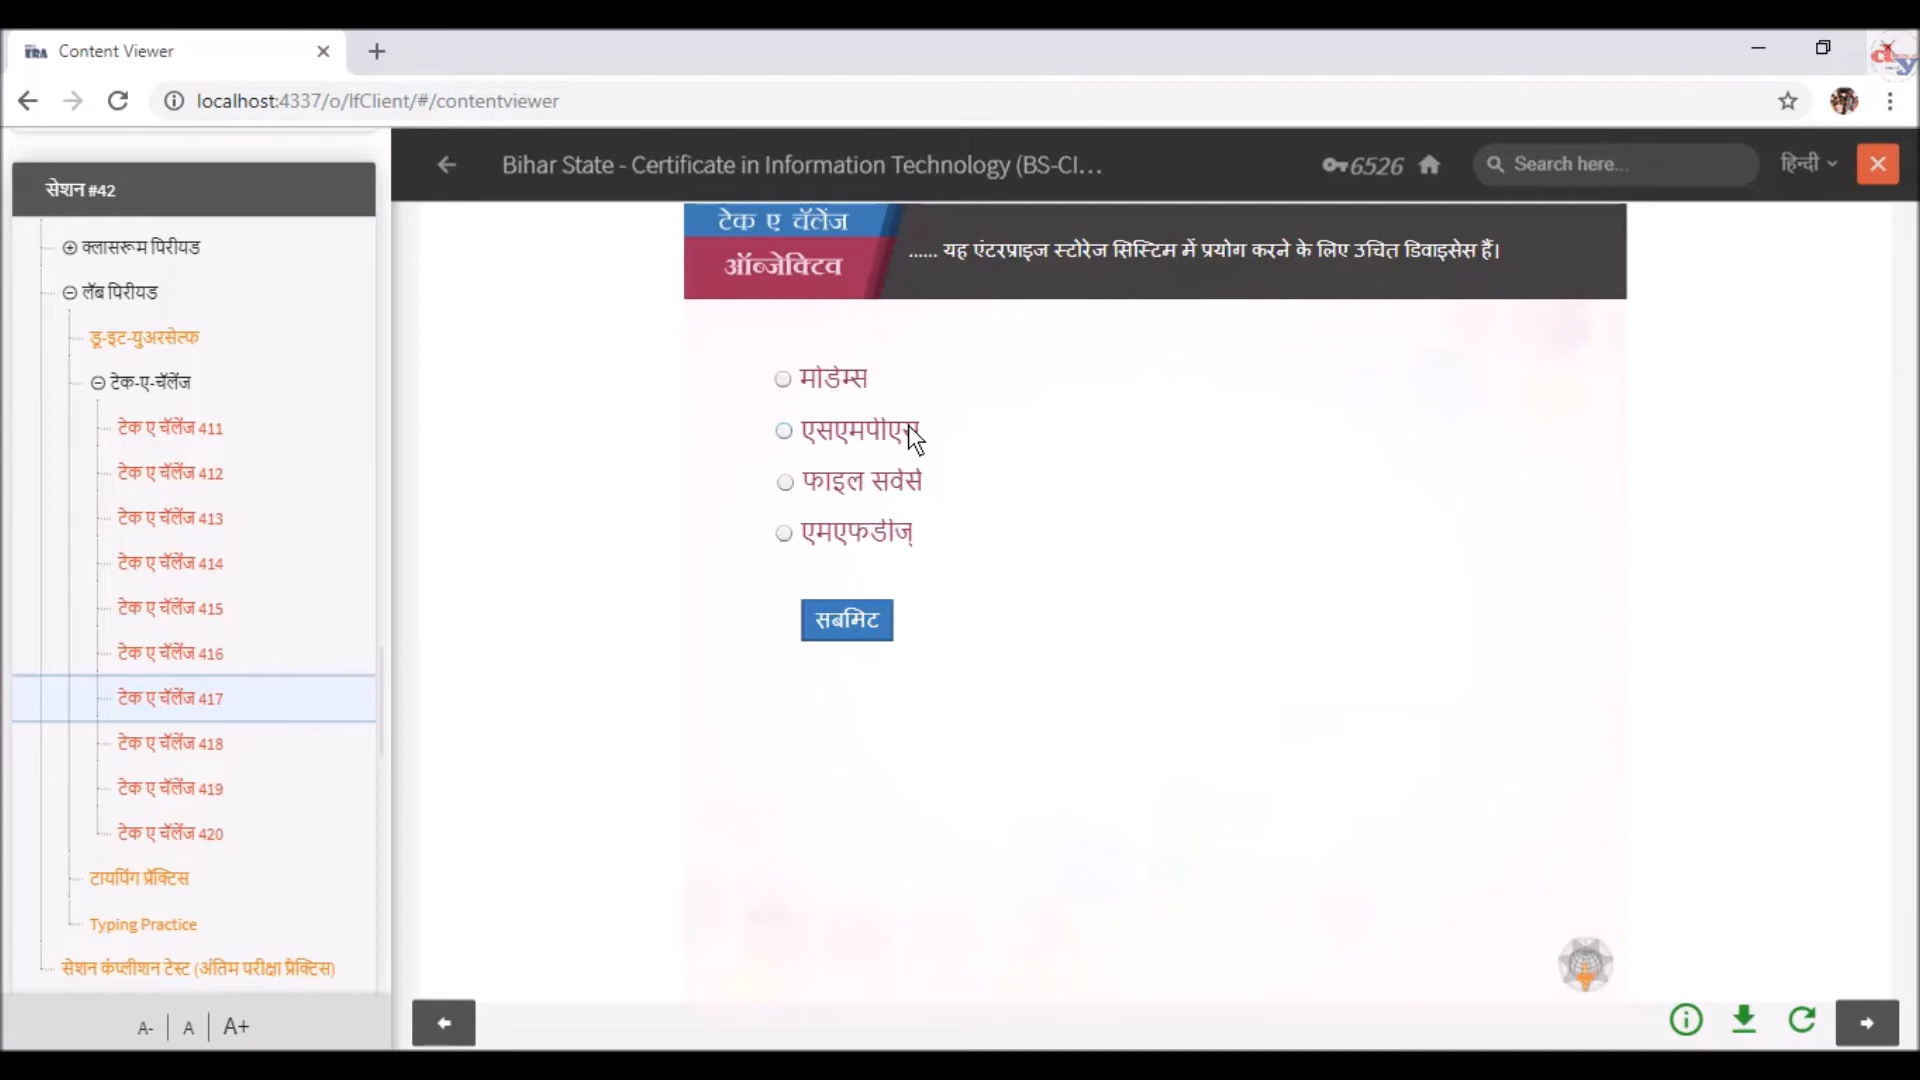 ERA Content Viewer
localhost:4337/o/lfClient/#/contentviewer
सेशन #42
Bihar State - Certificate in Information Technology (BS-CI...
6526
Search here...
हिन्दी
क्लासरूम पिरीयड
लॅब पिरीयड
डू-इट-युअरसेल्फ
टेक-ए-चॅलेंज
टेक ए चॅलेंज 411
टेक ए चॅलेंज 412
टेक ए चॅलेंज 413
टेक ए चॅलेंज 414
टेक ए चॅलेंज 415
टेक ए चॅलेंज 416
टेक ए चॅलेंज 417
टेक ए चॅलेंज 418
टेक ए चॅलेंज 419
टेक ए चॅलेंज 420
टायपिंग प्रॅक्टिस
Typing Practice
सेशन कंप्लीशन टेस्ट (अंतिम परीक्षा प्रैक्टिस)
A- A A+
टेक ए चॅलेंज
ऑब्जेक्टिव
...... यह एंटरप्राइज स्टोरेज सिस्टिम में प्रयोग करने के लिए उचित डिवाइसेस हैं।
मोडेम्स
एसएमपीएस
फाइल सर्वर्स
एमएफडीज्
सबमिट